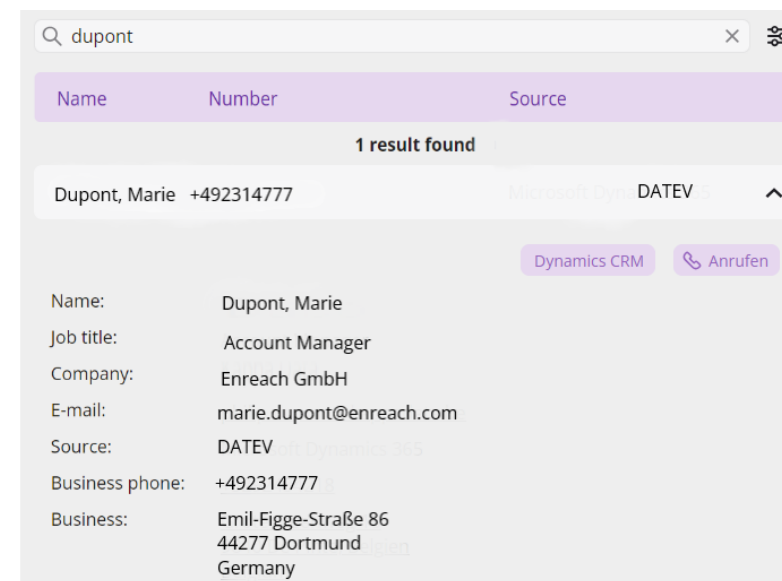 dupont
Name Number Source
1 result found
Dupont, Marie +492314777 DATEV
Dynamics CRM Anrufen
Name: Dupont, Marie
Job title: Account Manager
Company: Enreach GmbH
E-mail: marie.dupont@enreach.com
Source: DATEV
Business phone: +492314777
Business: Emil-Figge-Straße 86
44277 Dortmund
Germany